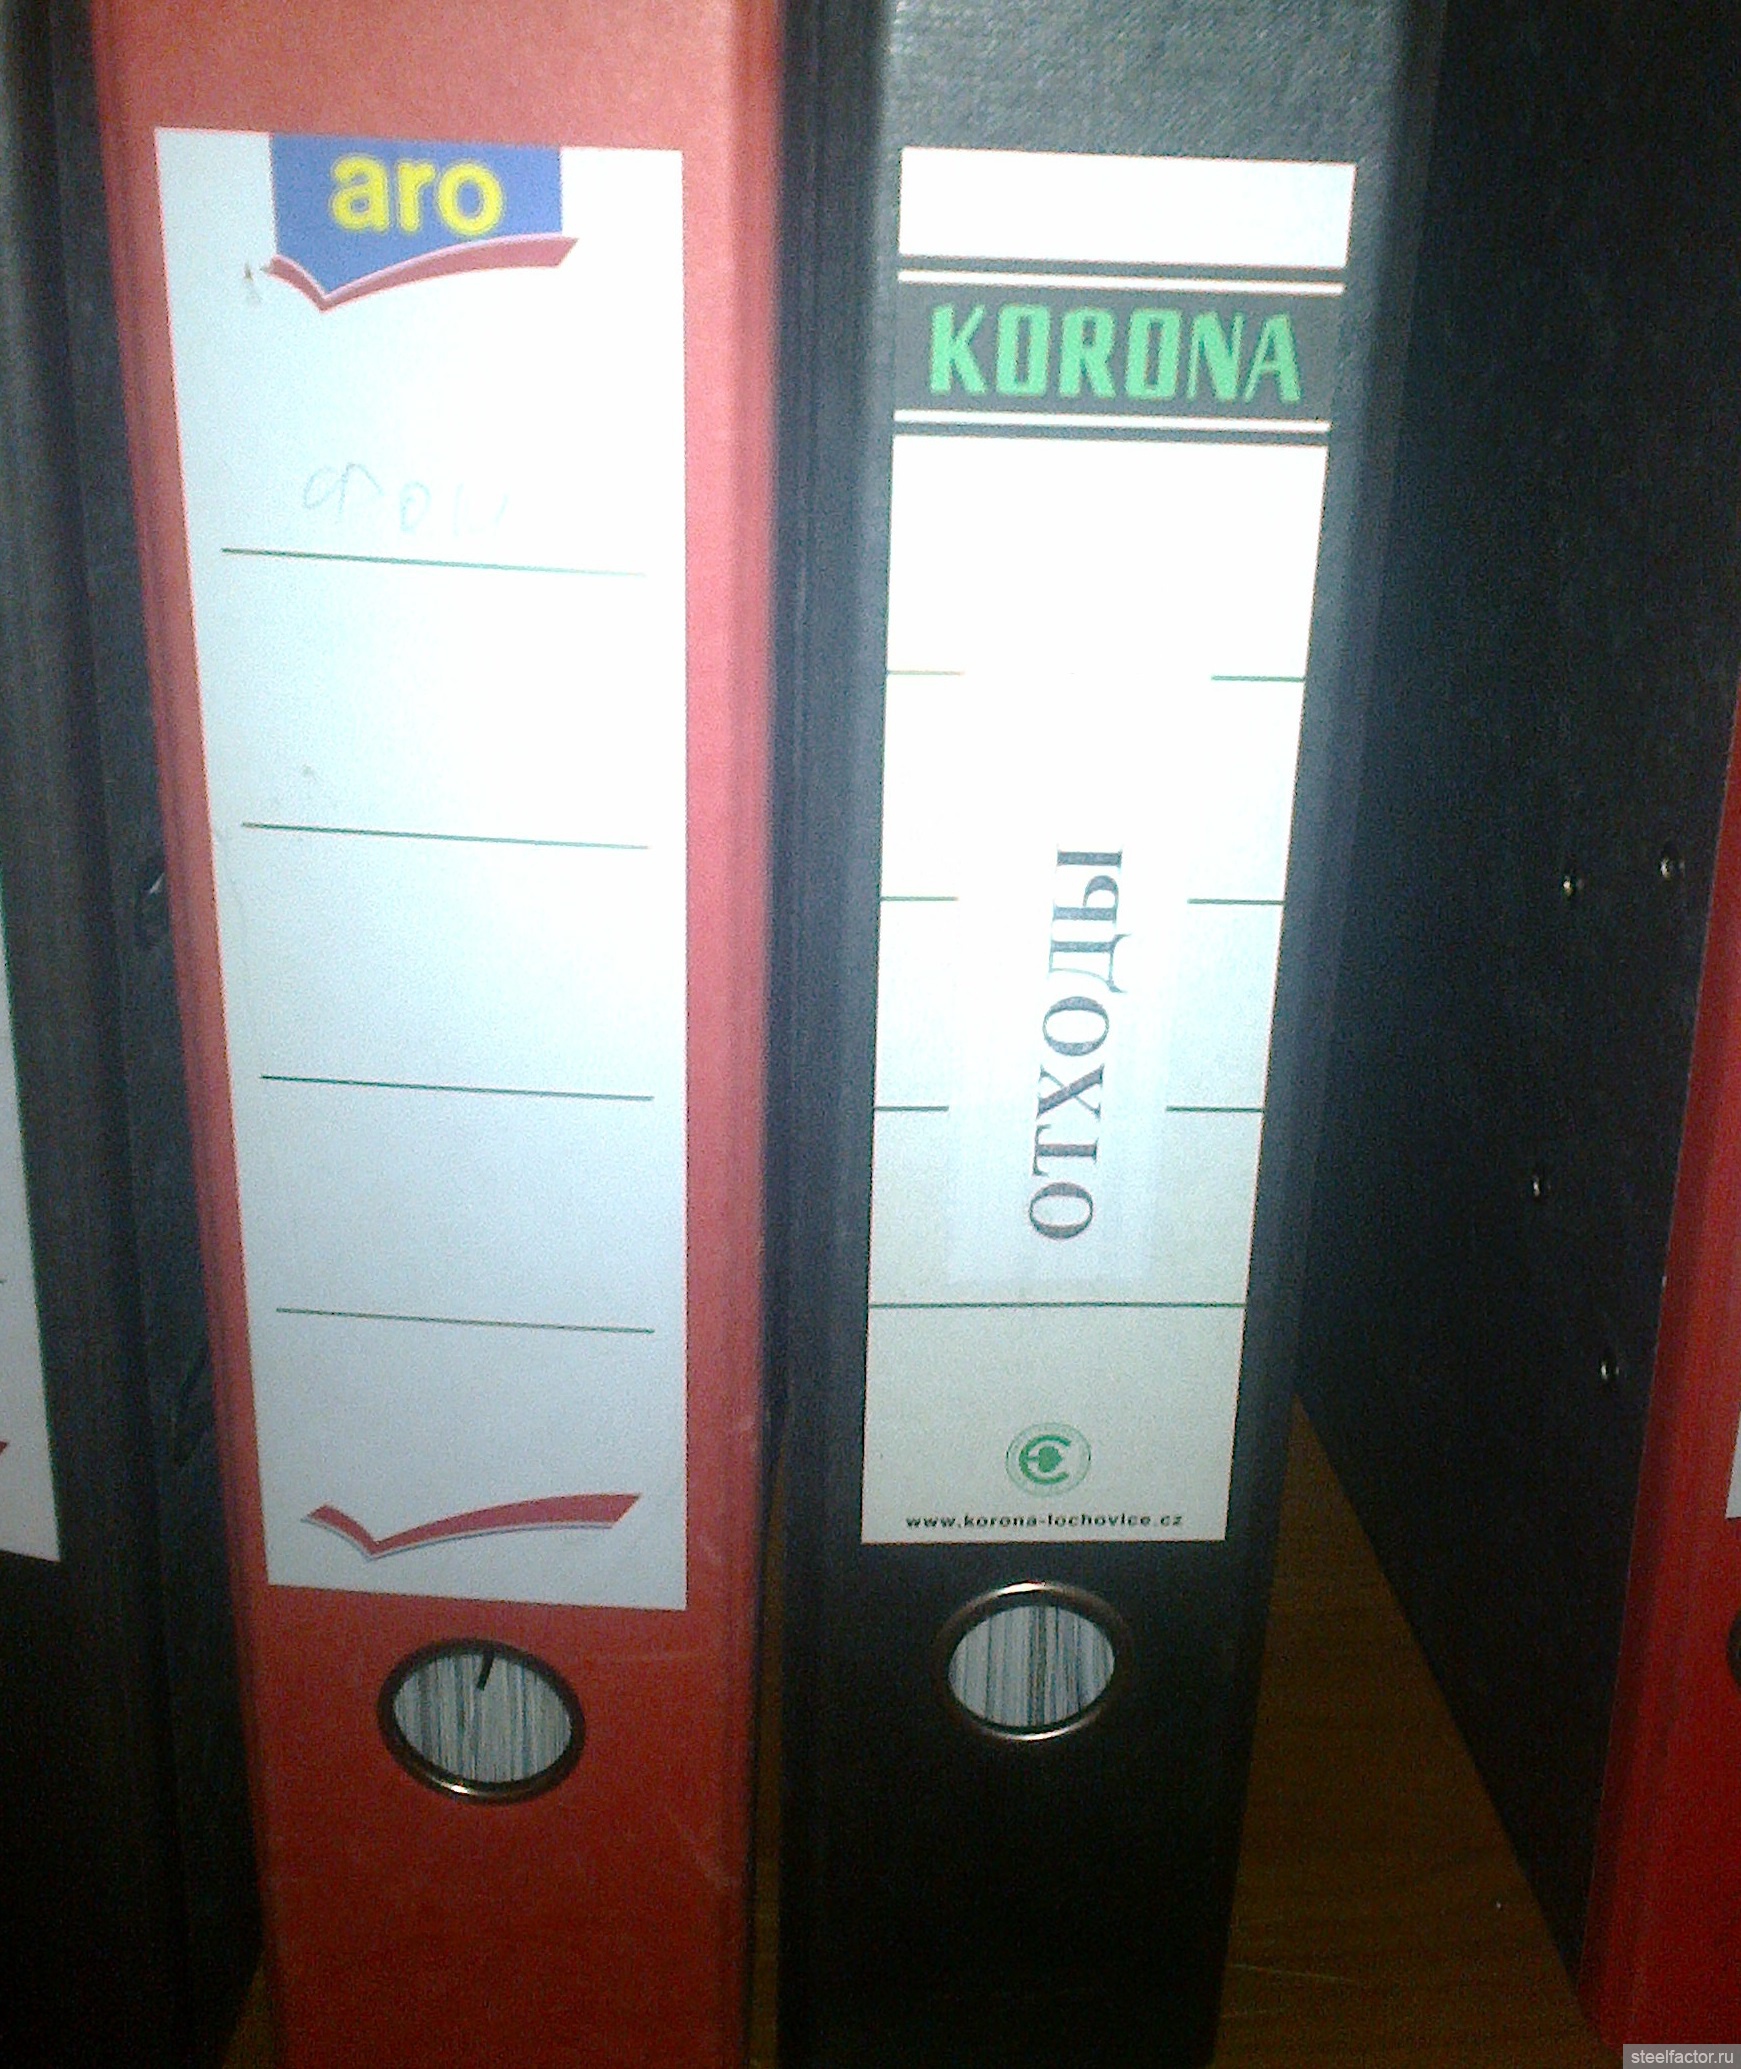 aro
KORONA
ОТХОДЫ
www.korona-lochovice.cz
steelfactor.ru